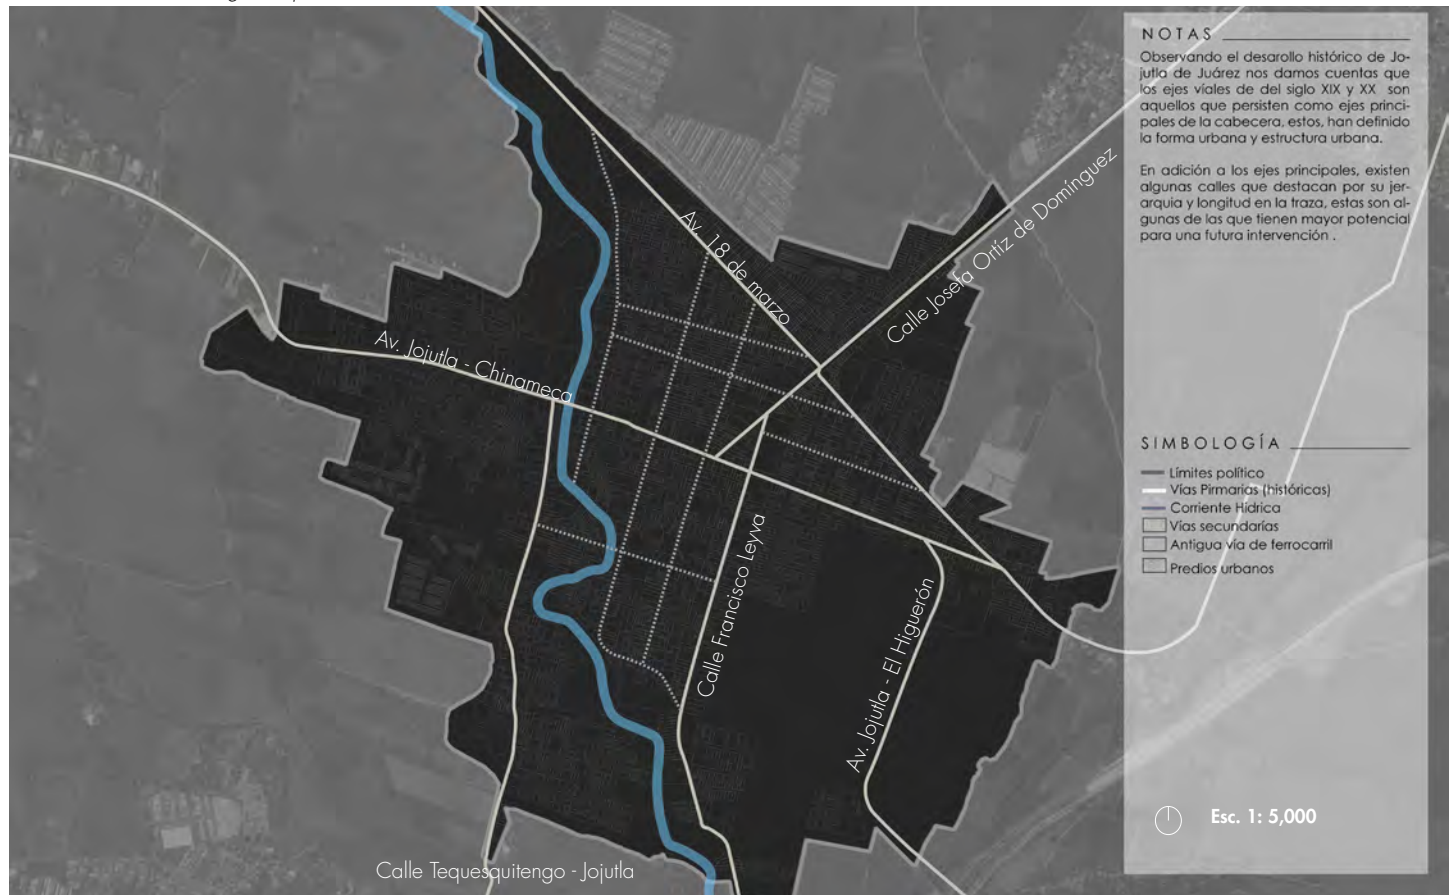 NOTAS
Observando el desarollo histórico de Jo-
jutla de Juárez nos damos cuentas que
los ejes viales de del siglo XIX y XX son
aquellos que persisten como ejes princi-
pales de la cabecera, estos, han definido
la forma urbana y estructura urbana.
En adición a los ejes principales, existen
algunas calles que destacan por su jer-
arquia y longitud en la traza, estas son al-
gunas de las que tienen mayor potencial
para una futura intervención .
Av. 18 de marzo
Calle Josefa Ortíz de Domínguez
Av. Jojutla - Chinameca
Calle Francisco Leyva
Av. Jojutla - El Higuerón
Calle Tequesquitengo - Jojutla
SIMBOLOGÍA
Límites político
Vías Pirmarias (históricas)
Corriente Hídrica
Vías secundarías
Antigua vía de ferrocarril
Predios urbanos
Esc. 1: 5,000